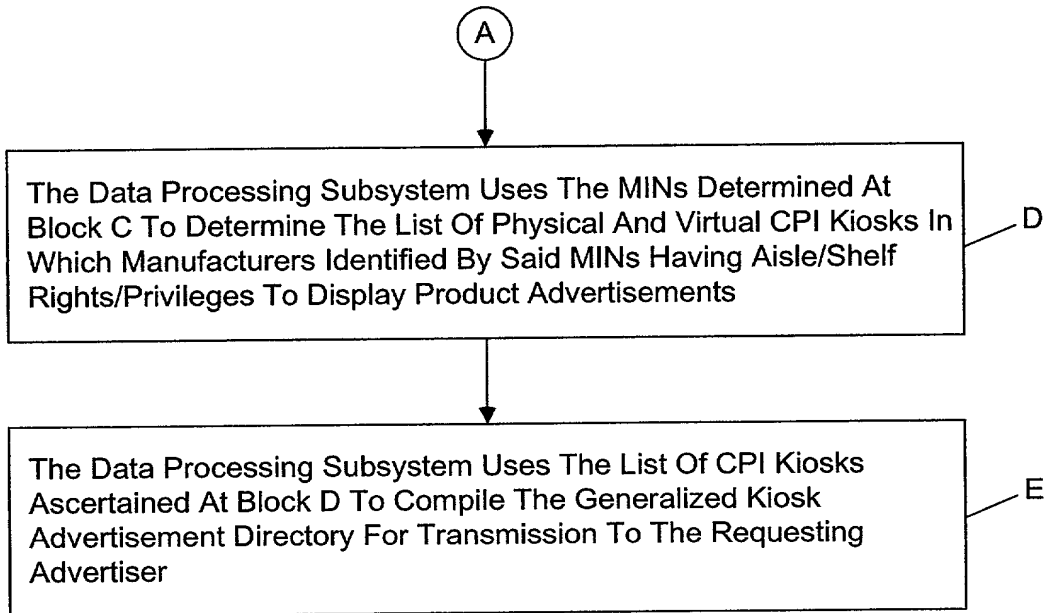 A
The Data Processing Subsystem Uses The MINs Determined At
Block C To Determine The List Of Physical And Virtual CPI Kiosks In
Which Manufacturers Identified By Said MINs Having Aisle/Shelf
Rights/Privileges To Display Product Advertisements
D
The Data Processing Subsystem Uses The List Of CPI Kiosks
Ascertained At Block D To Compile The Generalized Kiosk
Advertisement Directory For Transmission To The Requesting
Advertiser
E